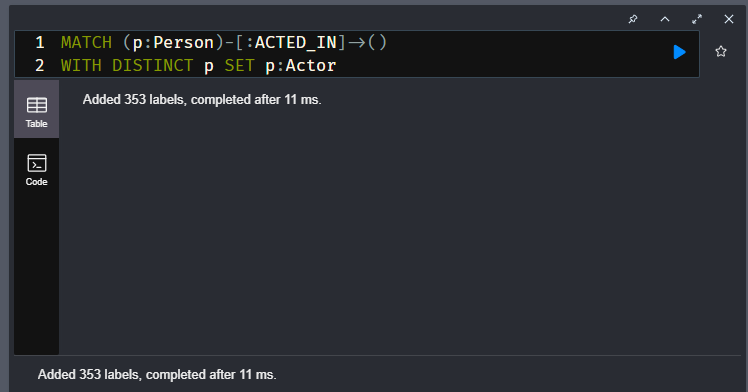 1 MATCH (p:Person)-[:ACTED_IN]->()
2 WITH DISTINCT p SET p:Actor
Added 353 labels, completed after 11 ms.
Table
Code
Added 353 labels, completed after 11 ms.